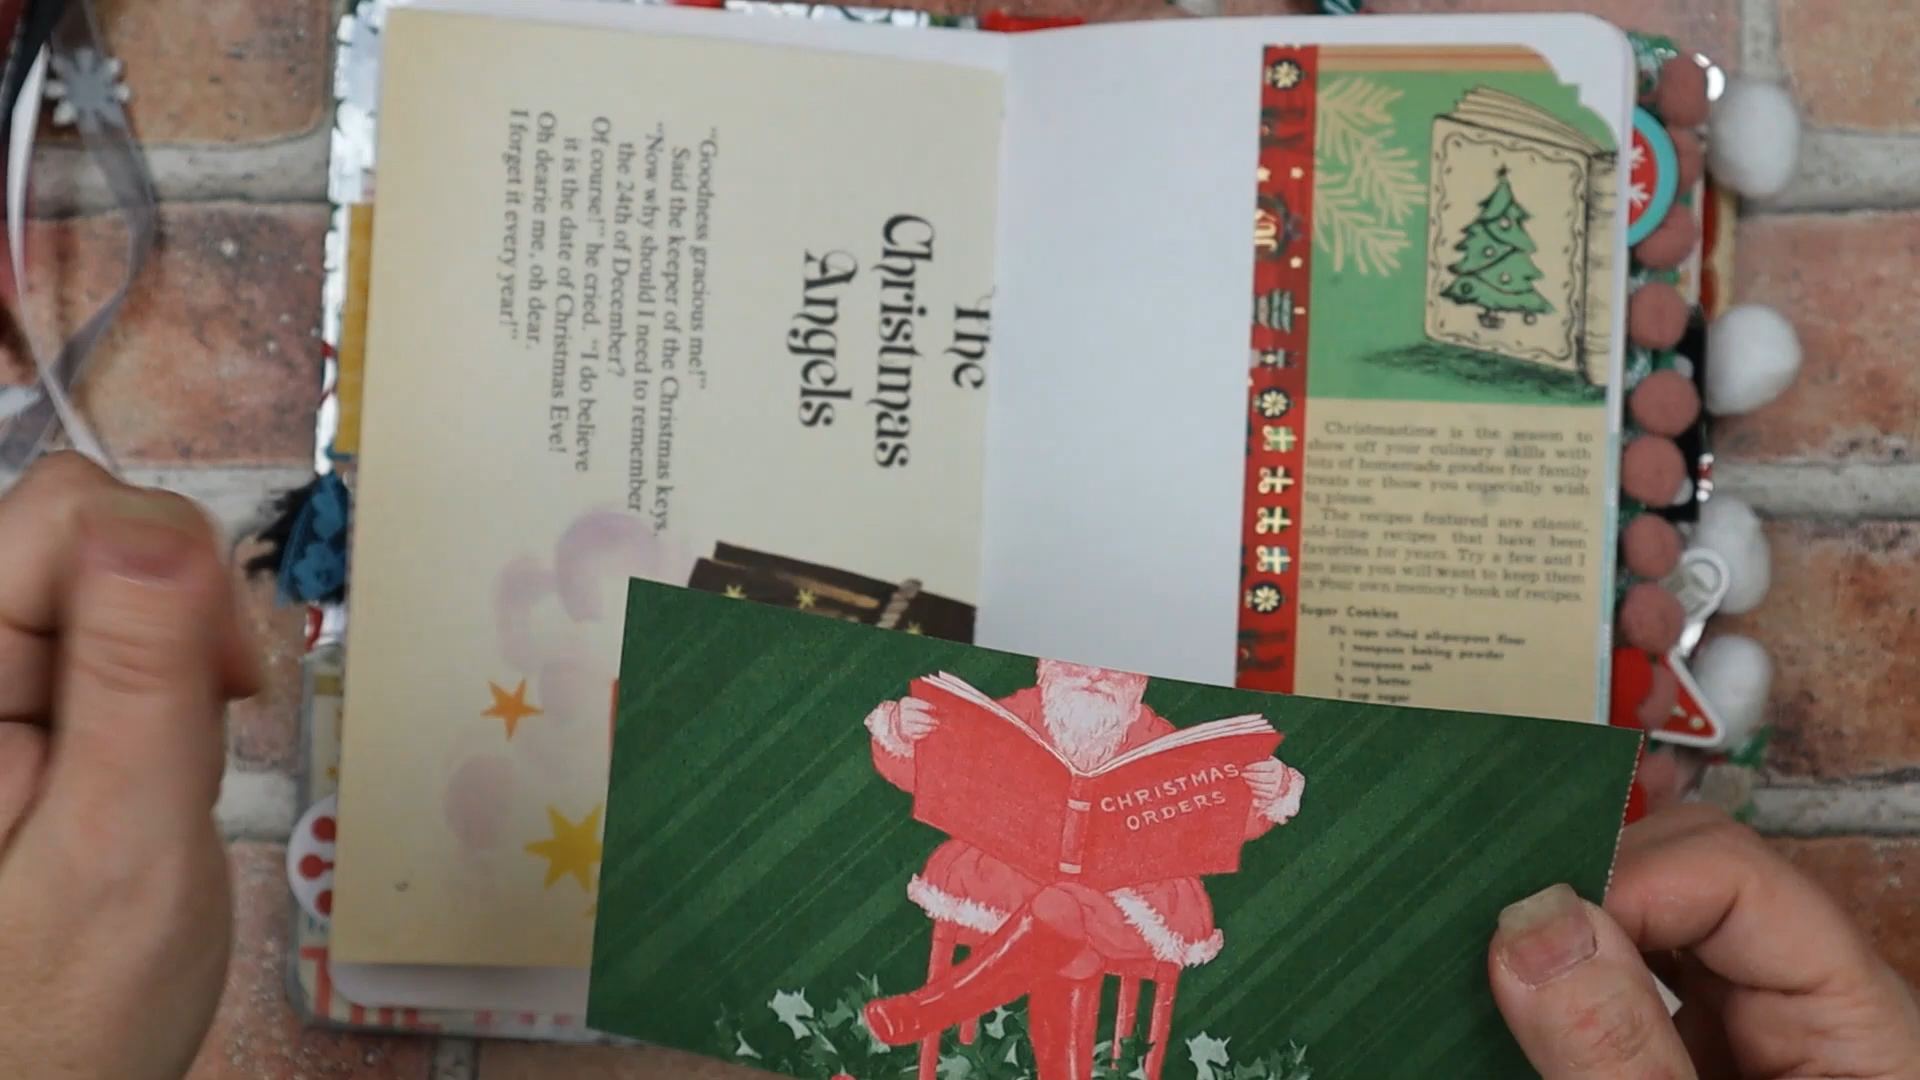 The
Christmas
Angels
"Goodness gracious me!"
Said the keeper of the Christmas keys.
"Now why should I need to remember
the 24th of December?
Of course!" he cried. "I do believe
it is the date of Christmas Eve!
Oh dearie me, oh dear.
I forget it every year!"
Christmastime is the season to
show off your culinary skills with
lots of homemade goodies for family
treats or those you especially wish
to please.
The recipes featured are classic,
old-time recipes that have been
favorites for years. Try a few and I
am sure you will want to keep them
in your own memory book of recipes.
Sugar Cookies
cups sifted all-purpose flour
1 teaspoon baking powder
1 teaspoon salt
cup butter
1 cup sugar
CHRISTMAS
ORDERS